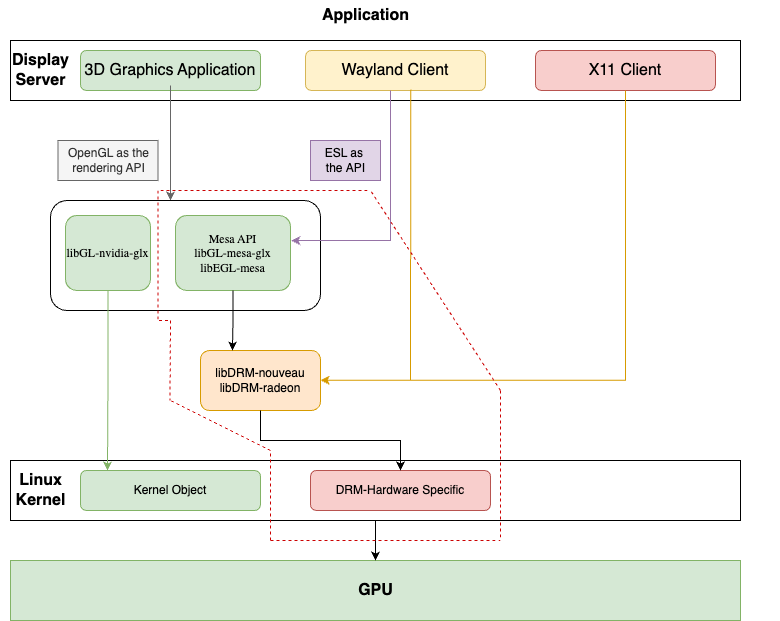 Application
Display
Server
3D Graphics Application
Wayland Client
X11 Client
OpenGL as the
rendering API
ESL as
the API
libGL-nvidia-glx
Mesa API
libGL-mesa-glx
libEGL-mesa
libDRM-nouveau
libDRM-radeon
Linux
Kernel
Kernel Object
DRM-Hardware Specific
GPU